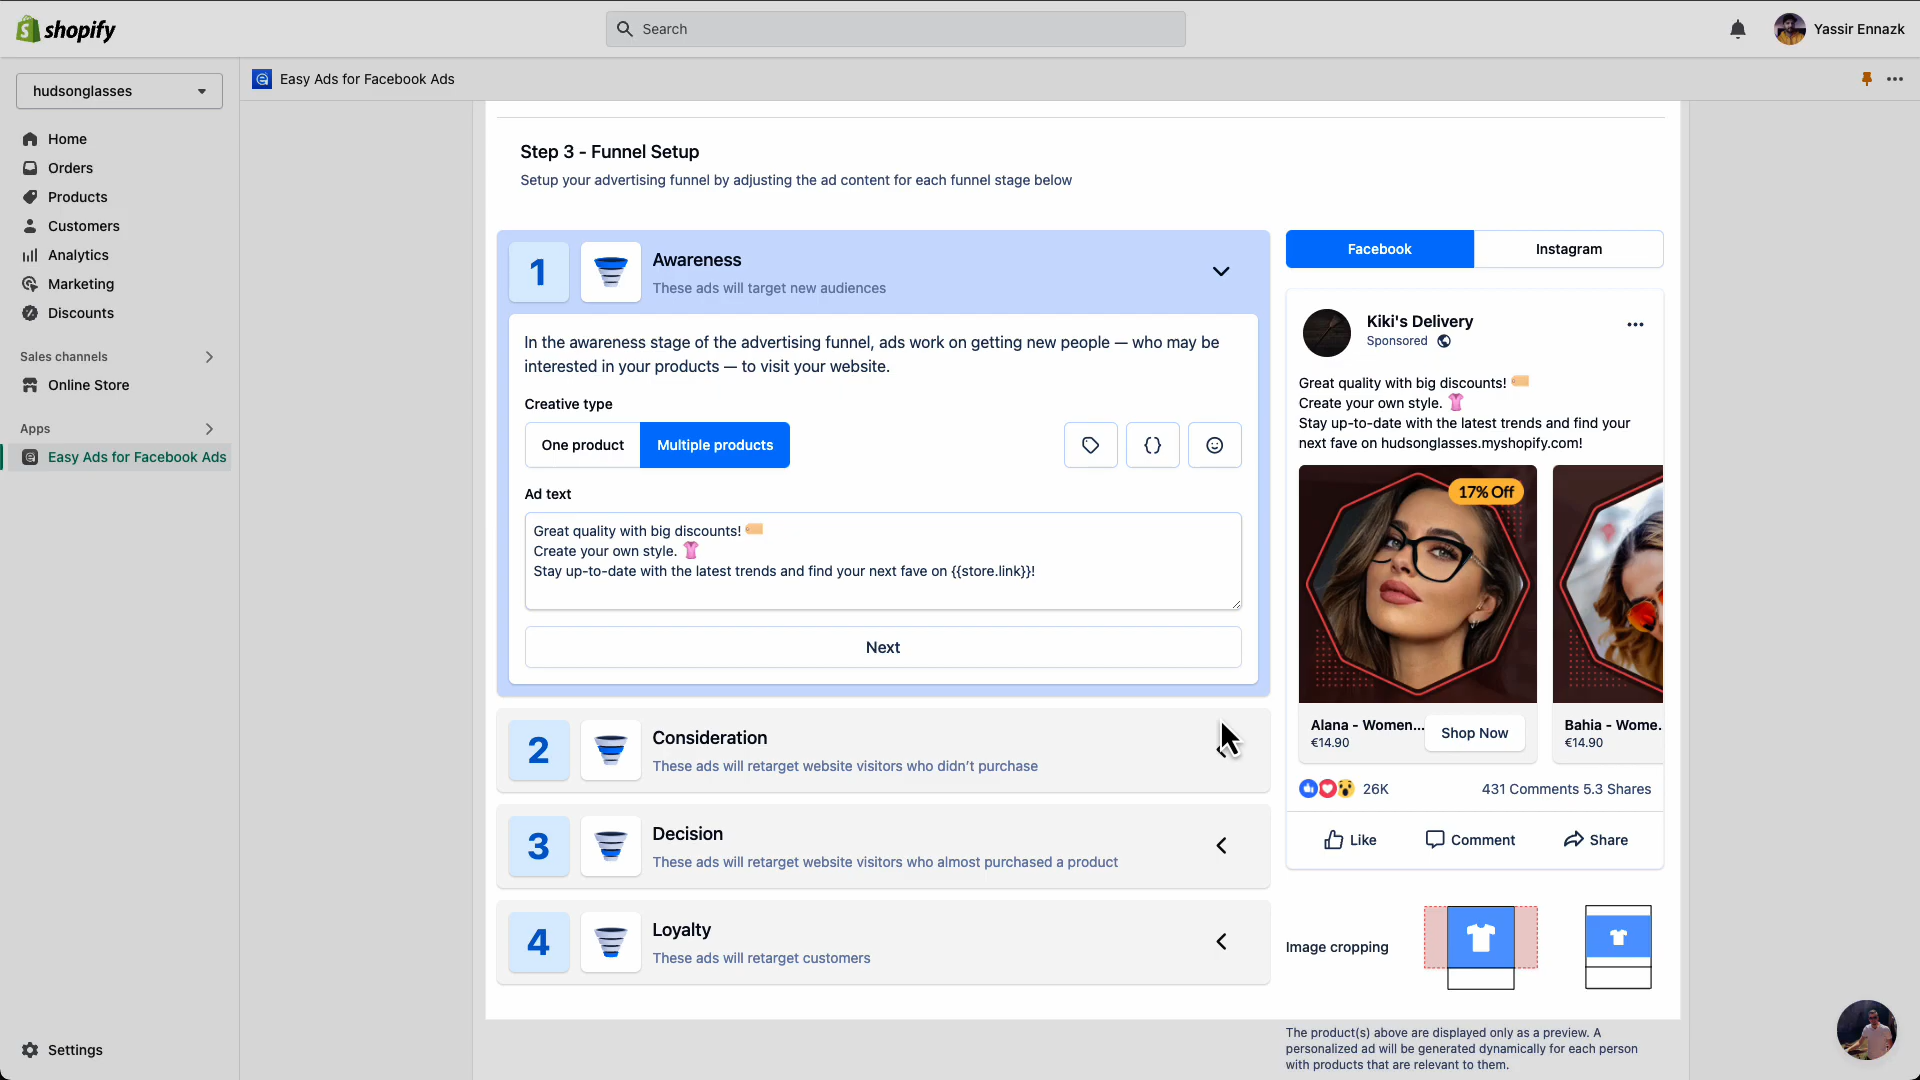 shopify
Search
Yassir Ennazk
hudsonglasses
Easy Ads for Facebook Ads
Home
Orders
Products
Customers
Analytics
Marketing
Discounts
Sales channels
Online Store
Apps
Easy Ads for Facebook Ads
Settings
Step 3 - Funnel Setup
Setup your advertising funnel by adjusting the ad content for each funnel stage below
1
Awareness
These ads will target new audiences
In the awareness stage of the advertising funnel, ads work on getting new people — who may be
interested in your products — to visit your website.
Creative type
One product
Multiple products
{}
Ad text
Great quality with big discounts!
Create your own style.
Stay up-to-date with the latest trends and find your next fave on {{store.link}}!
Next
2
Consideration
These ads will retarget website visitors who didn't purchase
3
Decision
These ads will retarget website visitors who almost purchased a product
4
Loyalty
These ads will retarget customers
Facebook
Instagram
Kiki's Delivery
Sponsored
Great quality with big discounts!
Create your own style.
Stay up-to-date with the latest trends and find your
next fave on hudsonglasses.myshopify.com!
17% Off
Alana - Women...
€14.90
Shop Now
Bahia - Wome.
€14.90
26K
431 Comments 5.3 Shares
Like
Comment
Share
Image cropping
The product(s) above are displayed only as a preview. A
personalized ad will be generated dynamically for each person
with products that are relevant to them.